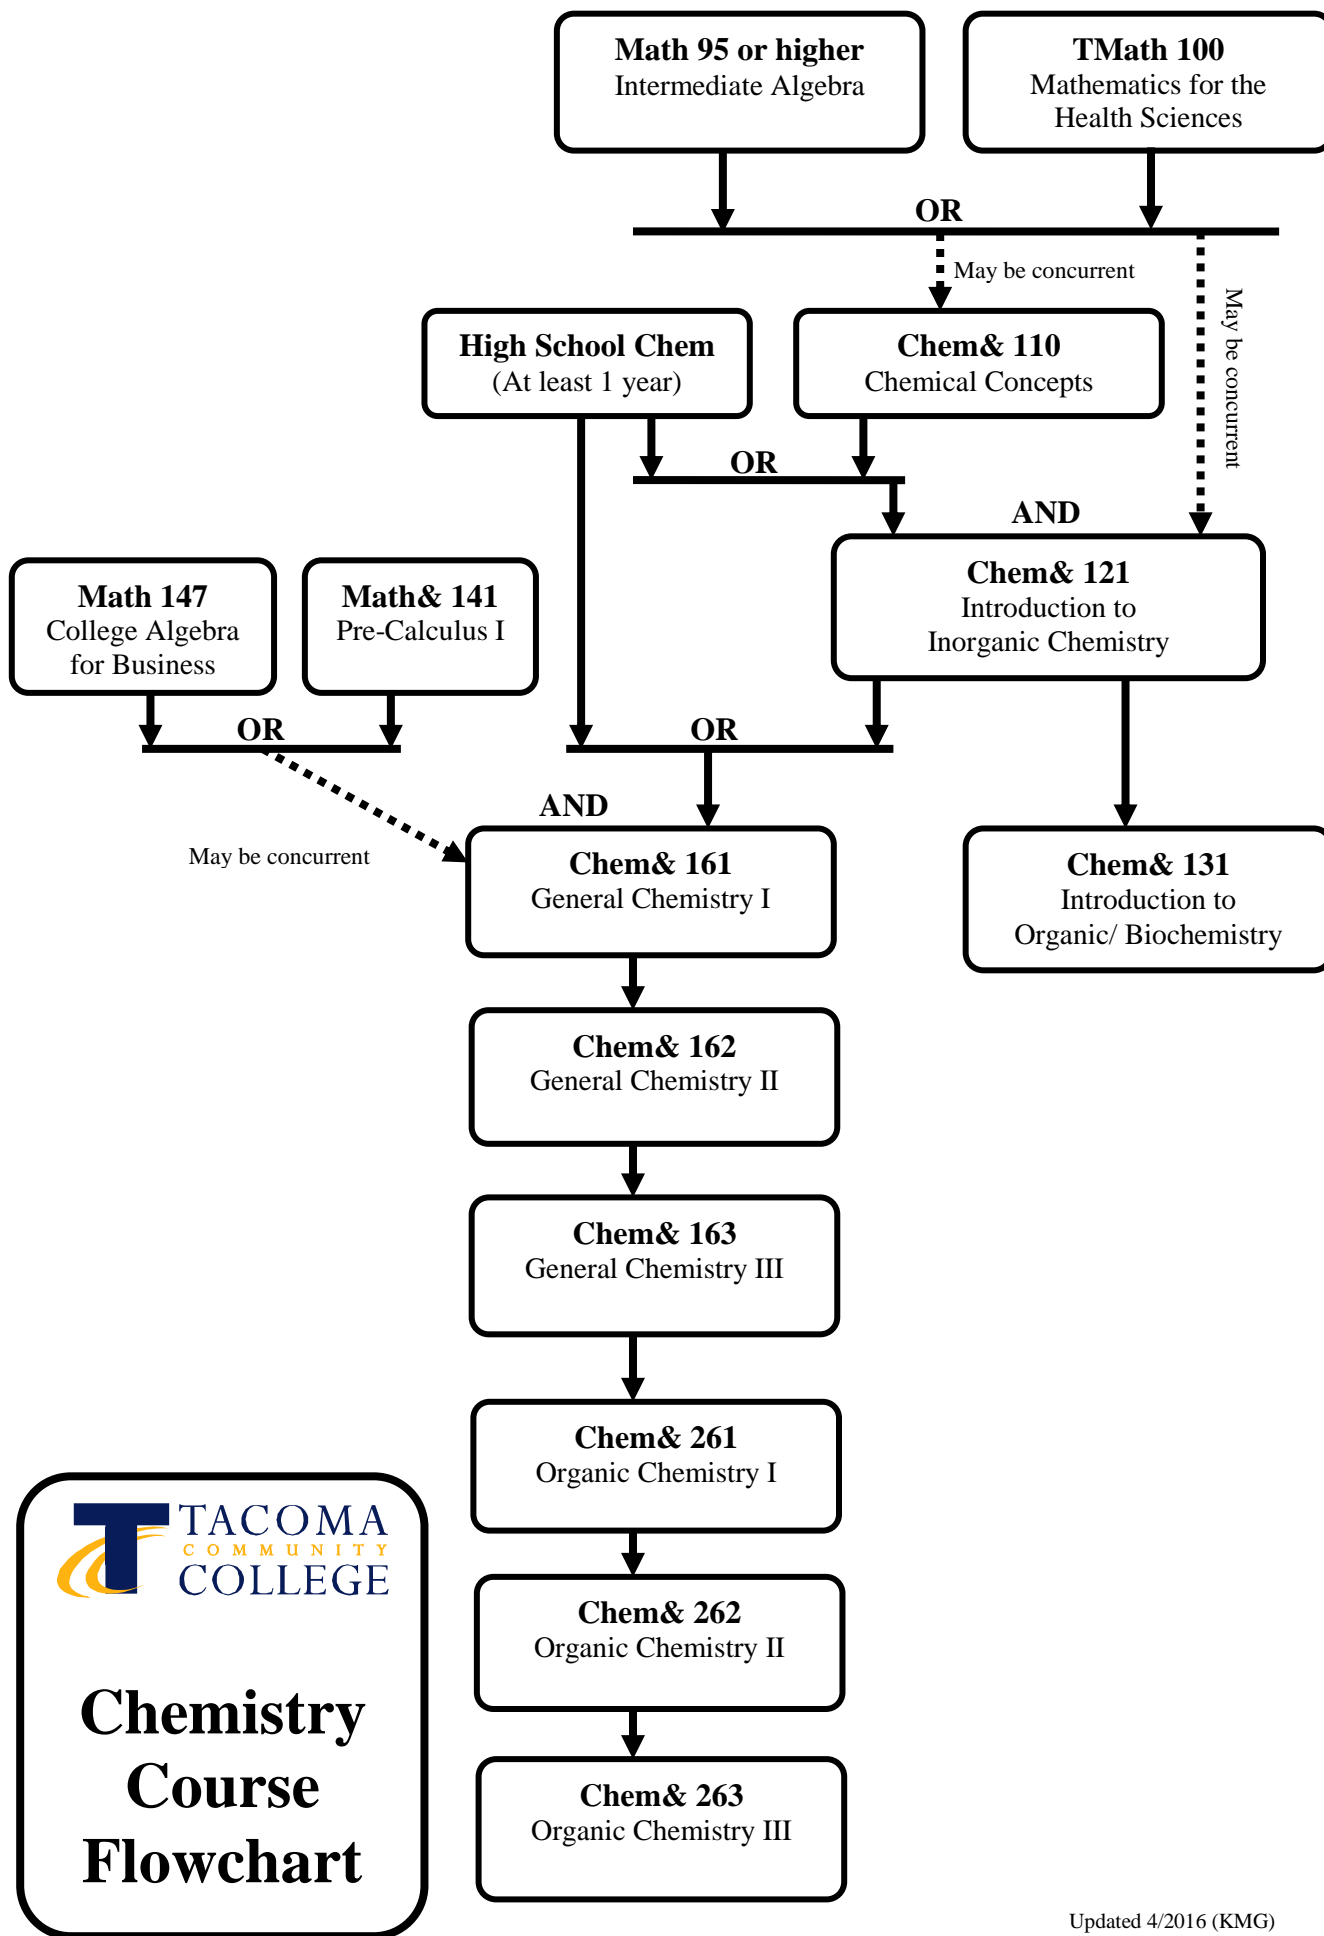 Math 95 or higher
Intermediate Algebra
TMath 100
Mathematics for the
Health Sciences
OR
May be concurrent
May be concurrent
High School Chem
(At least 1 year)
Chem& 110
Chemical Concepts
OR
AND
Math 147
College Algebra
for Business
Math& 141
Pre-Calculus I
Chem& 121
Introduction to
Inorganic Chemistry
OR
OR
AND
May be concurrent
Chem& 161
General Chemistry I
Chem& 131
Introduction to
Organic/ Biochemistry
Chem& 162
General Chemistry II
Chem& 163
General Chemistry III
Chem& 261
Organic Chemistry I
TACOMA
COMMUNITY
COLLEGE
Chemistry
Course
Flowchart
Chem& 262
Organic Chemistry II
Chem& 263
Organic Chemistry III
Updated 4/2016 (KMG)